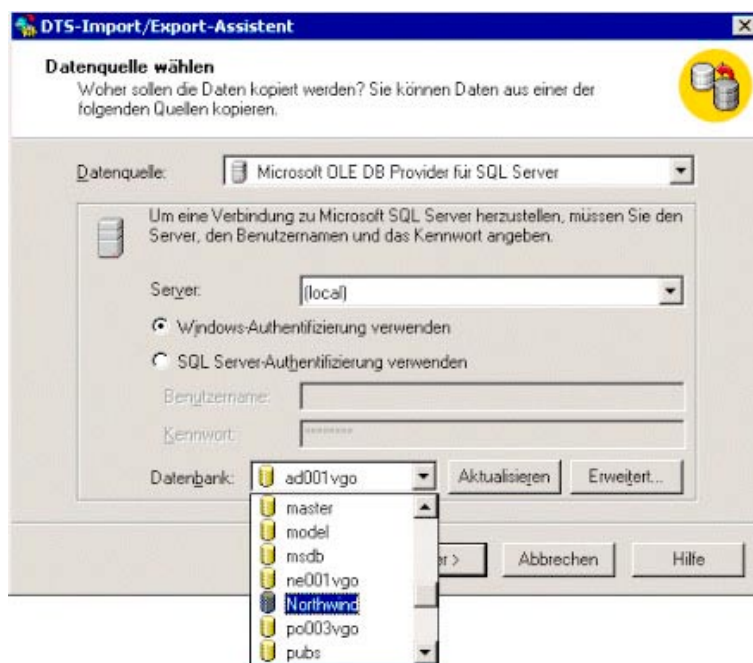 DTS-Import/Export-Assistent
Datenquelle wählen
Woher sollen die Daten kopiert werden? Sie können Daten aus einer der
folgenden Quellen kopieren.
Datenquelle: Microsoft OLE DB Provider für SQL Server
Um eine Verbindung zu Microsoft SQL Server herzustellen, müssen Sie den
Server, den Benutzernamen und das Kennwort angeben.
Server: (local)
Windows-Authentifizierung verwenden
SQL Server-Authentifizierung verwenden
Benutzername:
Kennwort: ********
Datenbank: ad001vgo Aktualisieren Erweitert...
master
model
msdb
ne001vgo er > Abbrechen Hilfe
Northwind
po003vgo
pubs